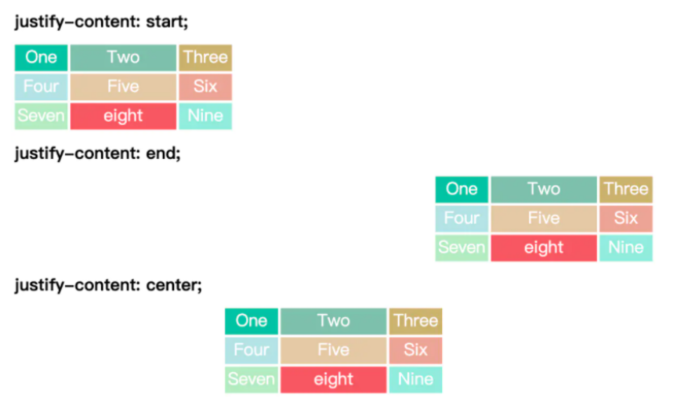 justify-content: start;
One Two Three
Four Five Six
Seven eight Nine
justify-content: end;
One Two Three
Four Five Six
Seven eight Nine
justify-content: center;
One Two Three
Four Five Six
Seven eight Nine